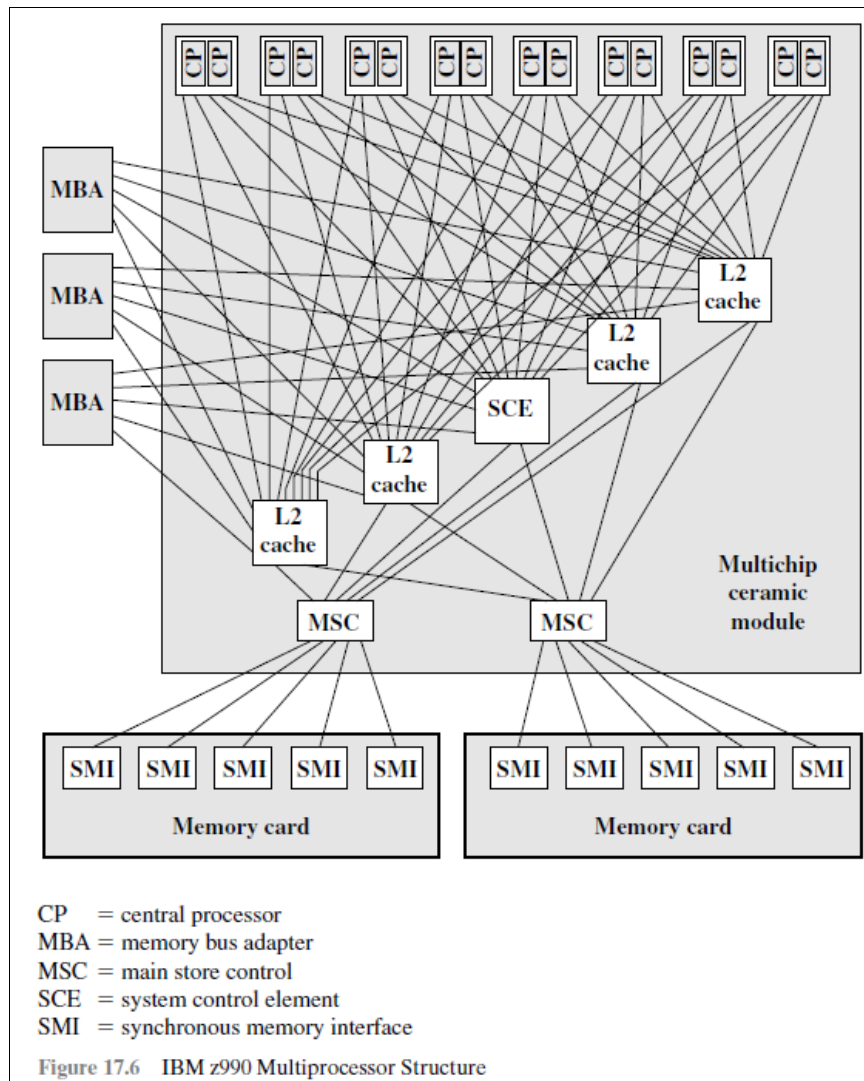 CP CP CP CP CP CP CP CP CP CP CP CP CP CP CP CP
MBA
MBA
MBA
L2
cache
L2
cache
SCE
L2
cache
L2
cache
Multichip
ceramic
module
MSC MSC
SMI SMI SMI SMI SMI SMI SMI SMI SMI SMI
Memory card Memory card
CP = central processor
MBA = memory bus adapter
MSC = main store control
SCE = system control element
SMI = synchronous memory interface
Figure 17.6 IBM z990 Multiprocessor Structure